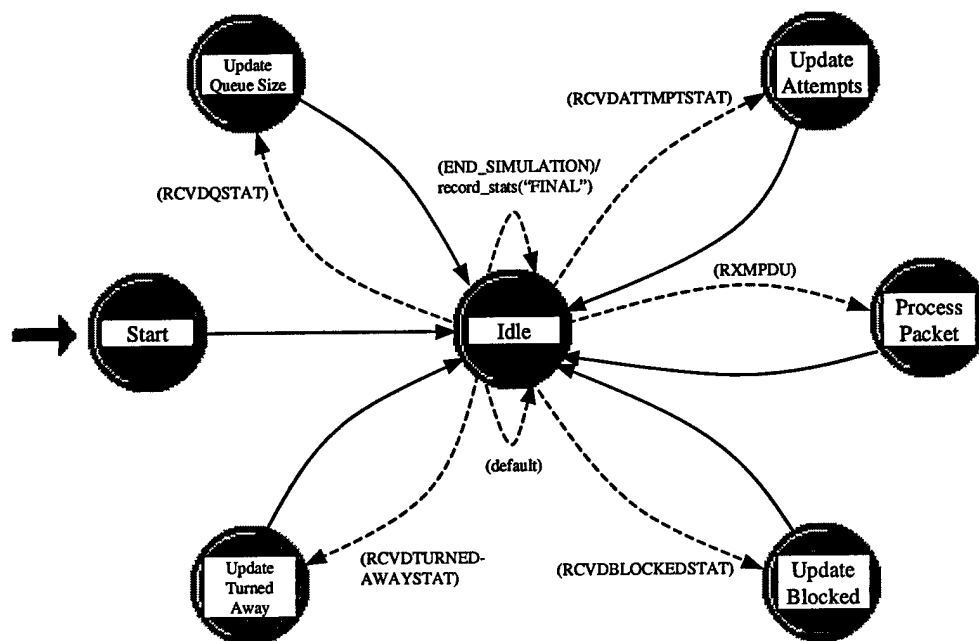 Update
Queue Size
Update
Attempts
(RCVDATTMPTSTAT)
(END_SIMULATION)/
record_stats("FINAL")
(RCVDQSTAT)
(RXMPDU)
Start
Idle
Process
Packet
(default)
(RCVDTURNED-
AWAYSTAT)
(RCVDBLOCKEDSTAT)
Update
Turned
Away
Update
Blocked